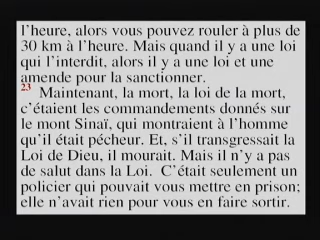 l'heure, alors vous pouvez rouler à plus de
30 km à l'heure. Mais quand il y a une loi
qui l'interdit, alors il y a une loi et une
amende pour la sanctionner.
23 Maintenant, la mort, la loi de la mort,
c'étaient les commandements donnés sur
le mont Sinaï, qui montraient à l'homme
qu'il était pécheur. Et, s'il transgressait la
Loi de Dieu, il mourait. Mais il n'y a pas
de salut dans la Loi. C'était seulement un
policier qui pouvait vous mettre en prison;
elle n'avait rien pour vous en faire sortir.